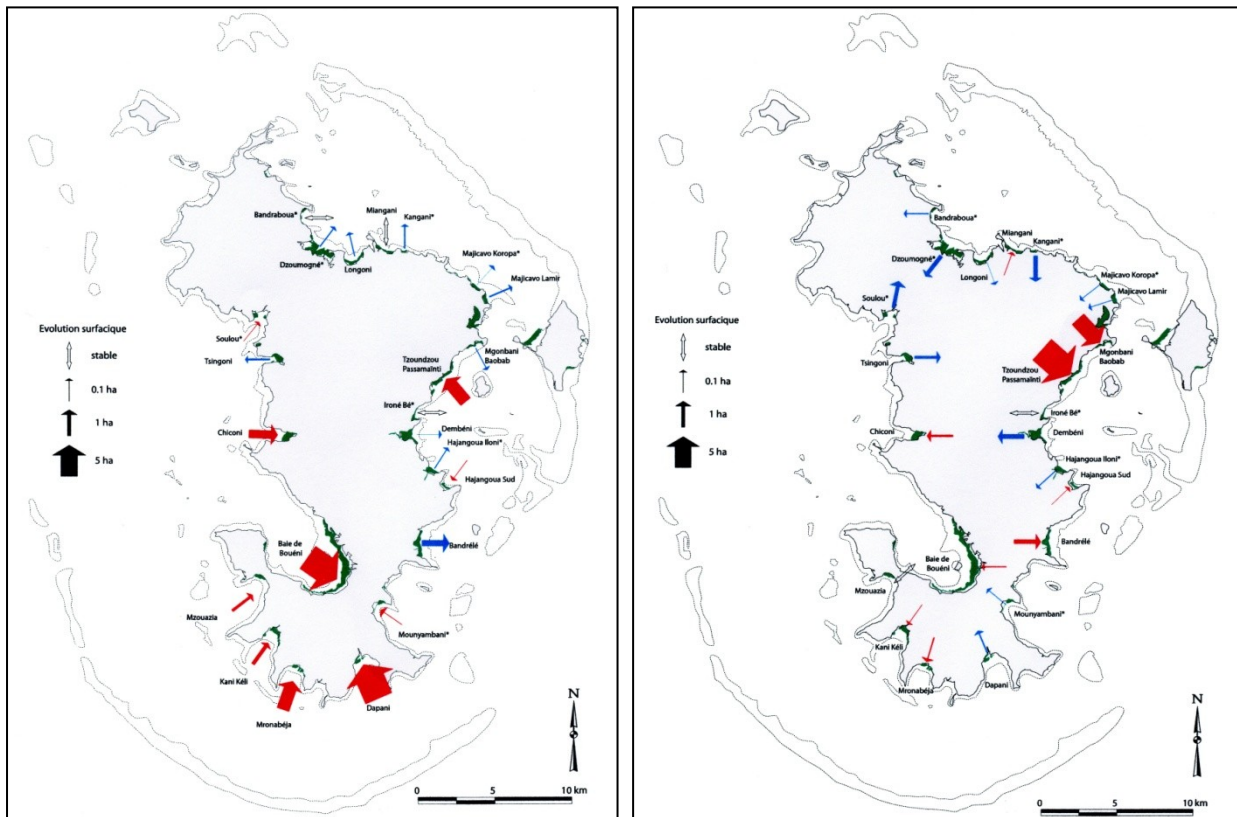 Bandraboua*
Miangani
Kangani*
Dzoumogné*
Longoni
Majicavo Koropa*
Majicavo Lamir
Soulou*
Tsingoni
Evolution surfacique
stable
0.1 ha
1 ha
5 ha
Mgonbani
Baobab
Tzoundzou
Passamaïnti
Ironé Bé*
Chiconi
Dembéni
Hajangoua Iloni*
Hajangoua Sud
Baie de
Bouéni
Bandrélé
Mzouazia
Mounyambani*
Kani Kéli
Mronabéja
Dapani
N
0 5 10 km
Bandraboua*
Miangani
Kangani*
Dzoumogné*
Longoni
Majicavo Koropa*
Majicavo Lamir
Soulou*
Evolution surfacique
stable
0.1 ha
1 ha
5 ha
Mgonbani
Baobab
Tsingoni
Tzoundzou
Passamaïnti
Ironé Bé*
Chiconi
Dembéni
Hajangoua Iloni*
Hajangoua Sud
Bandrélé
Baie de
Bouéni
Mzouazia
Mounyambani*
Kani Kéli
Mronabéja
Dapani
N
0 5 10 km